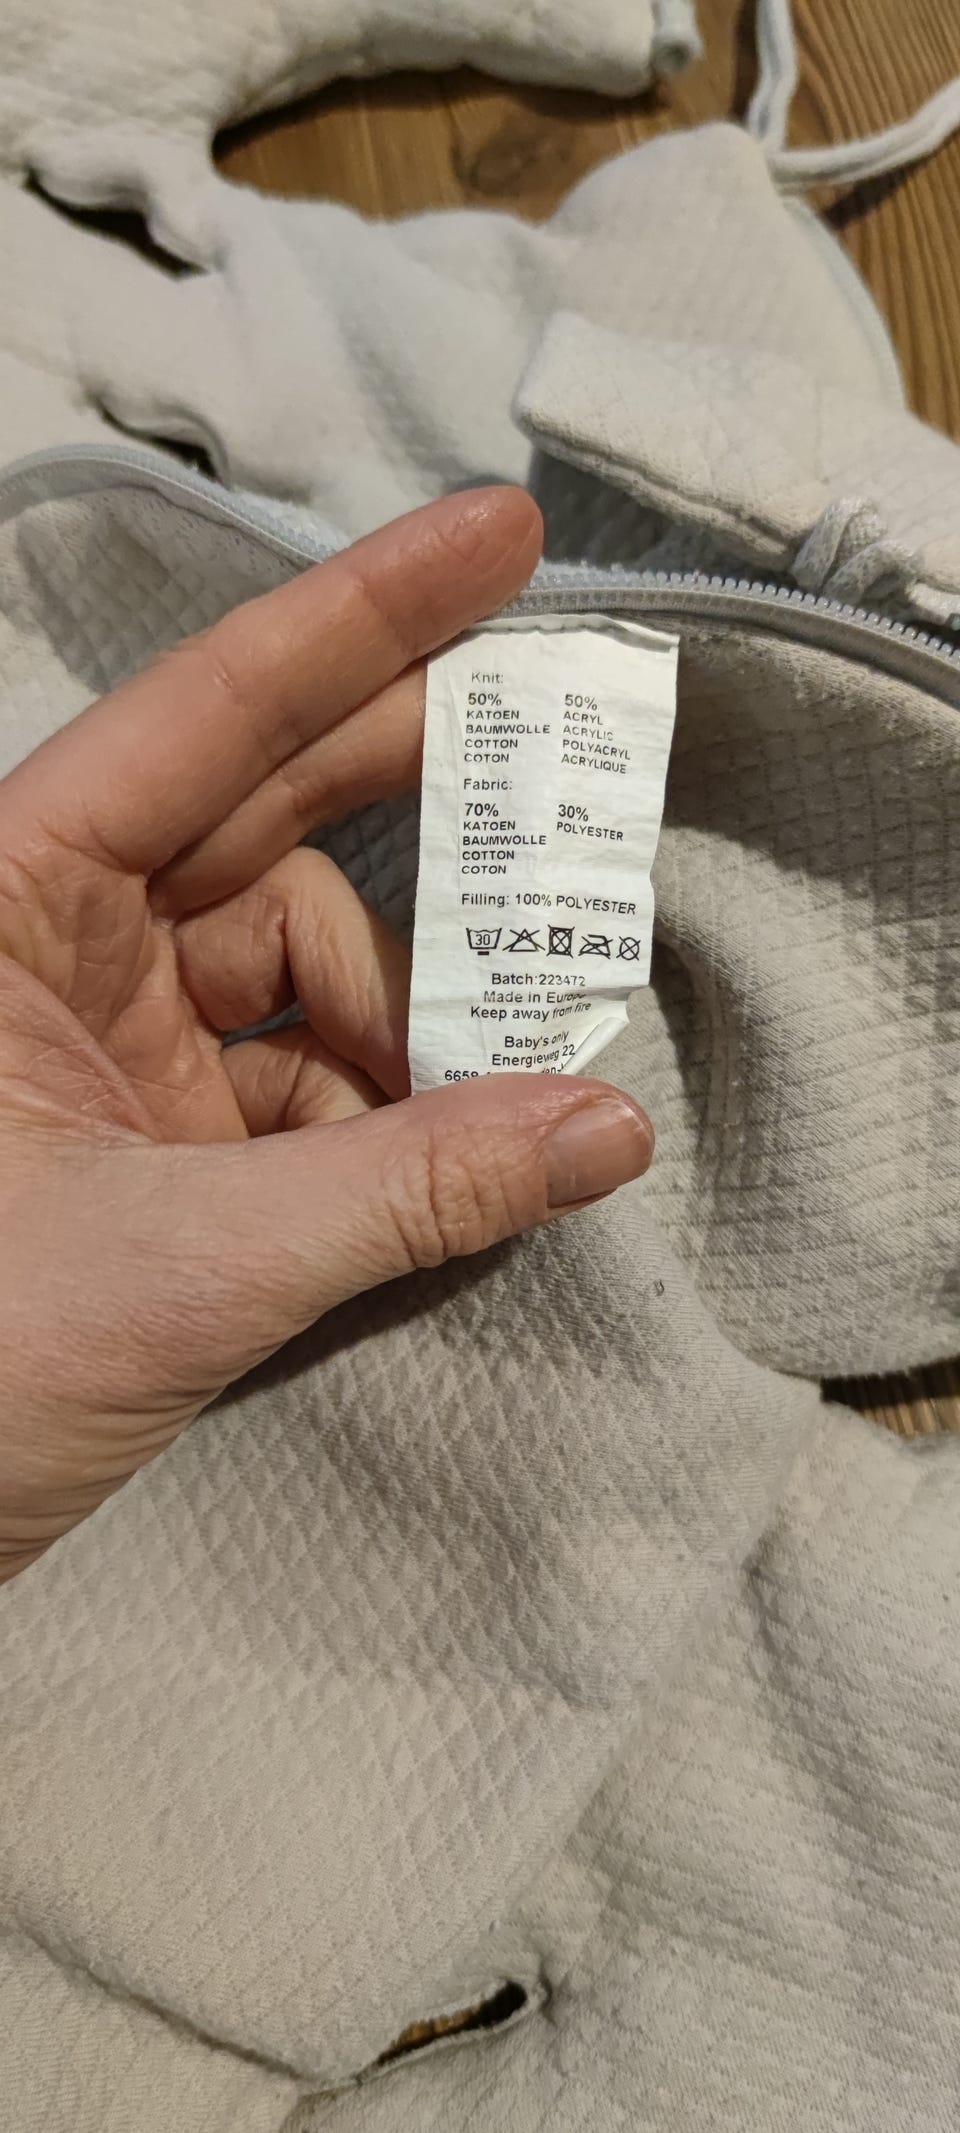 Knit:
50% 50%
KATOEN ACRYL
BAUMWOLLE ACRYLIC
COTTON POLYACRYL
COTON ACRYLIQUE
Fabric:
70% 30%
KATOEN POLYESTER
BAUMWOLLE
COTTON
COTON
Filling: 100% POLYESTER
30
Batch:223472
Made in Europe
Keep away from fire
Baby's only
Energieweg 22